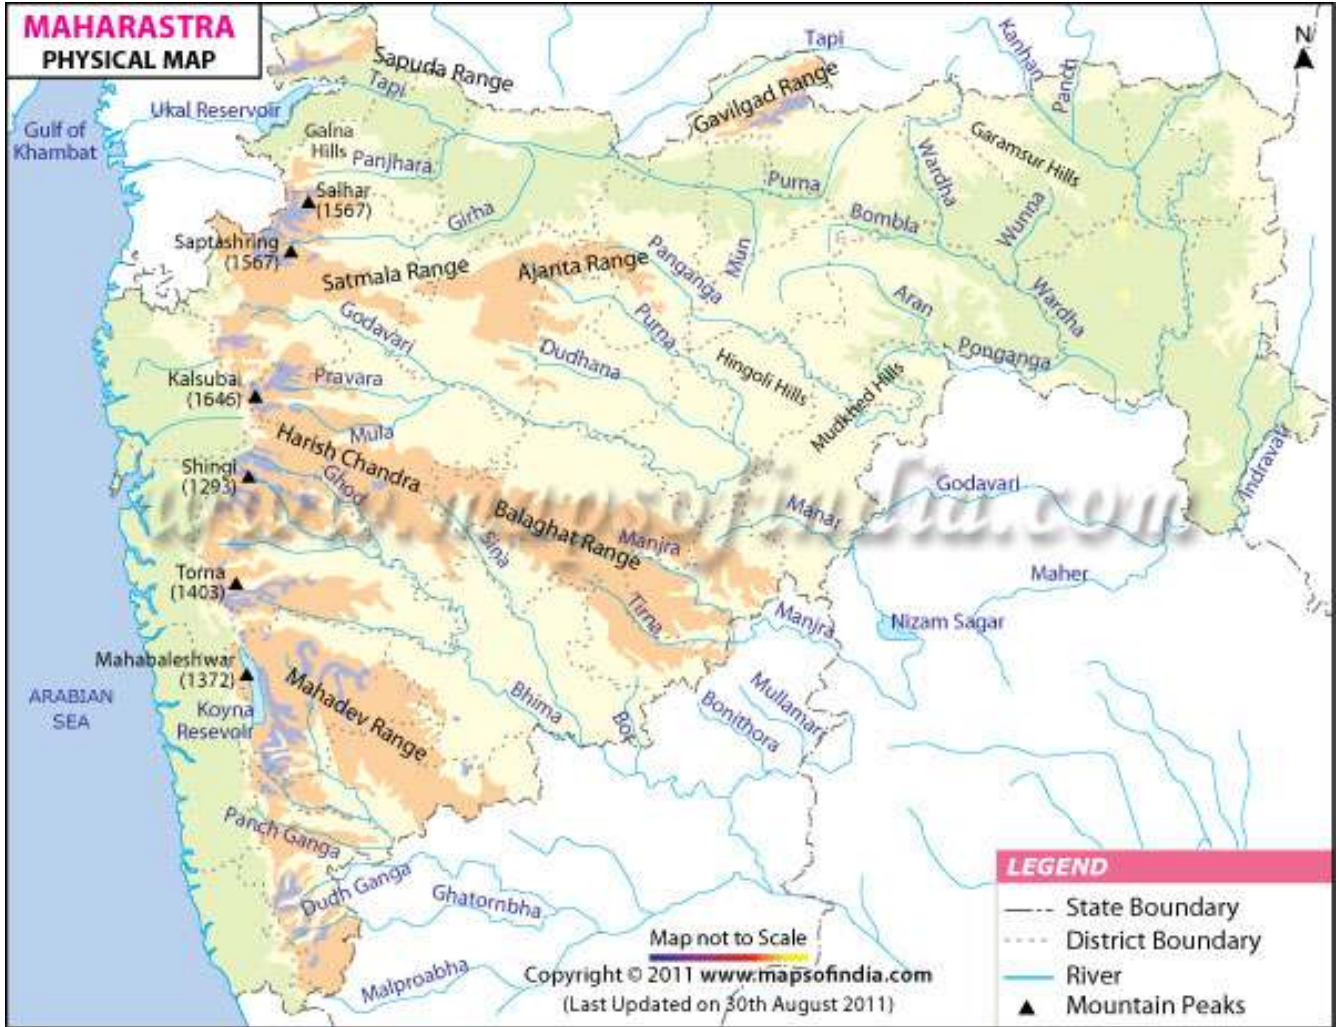 MAHARASTRA
PHYSICAL MAP
N
Sapuda Range
Tapi
Tapi
Gavilgad Range
Kanhan
Panch
Ukal Reservoir
Gulf of
Khambat
Galna
Hills
Panjhara
Salhar
(1567)
Girha
Purna
Wardha
Garamsur Hills
Wunna
Bombla
Saptashring
(1567)
Satmala Range
Ajanta Range
Panganga
Mun
Aran
Wardha
Godavari
Purna
Dudhana
Hingoli Hills
Mudkhed Hills
Ponganga
Kalsubai
(1646)
Pravara
Mula
Harish Chandra
Shingi
(1293)
Ghod
Sina
Balaghat Range
Manjra
Manar
Godavari
Indravati
www.mapsofindia.com
Torna
(1403)
Tirna
Manjra
Maher
Nizam Sagar
Mahabaleshwar
(1372)
Koyna
Resevoir
Mahadev Range
Bhima
Bor
Bonithora
Mullamari
ARABIAN
SEA
Panch Ganga
Dudh Ganga
Ghatornbha
Malproabha
Map not to Scale
Copyright © 2011 www.mapsofindia.com
(Last Updated on 30th August 2011)
LEGEND
State Boundary
District Boundary
River
Mountain Peaks